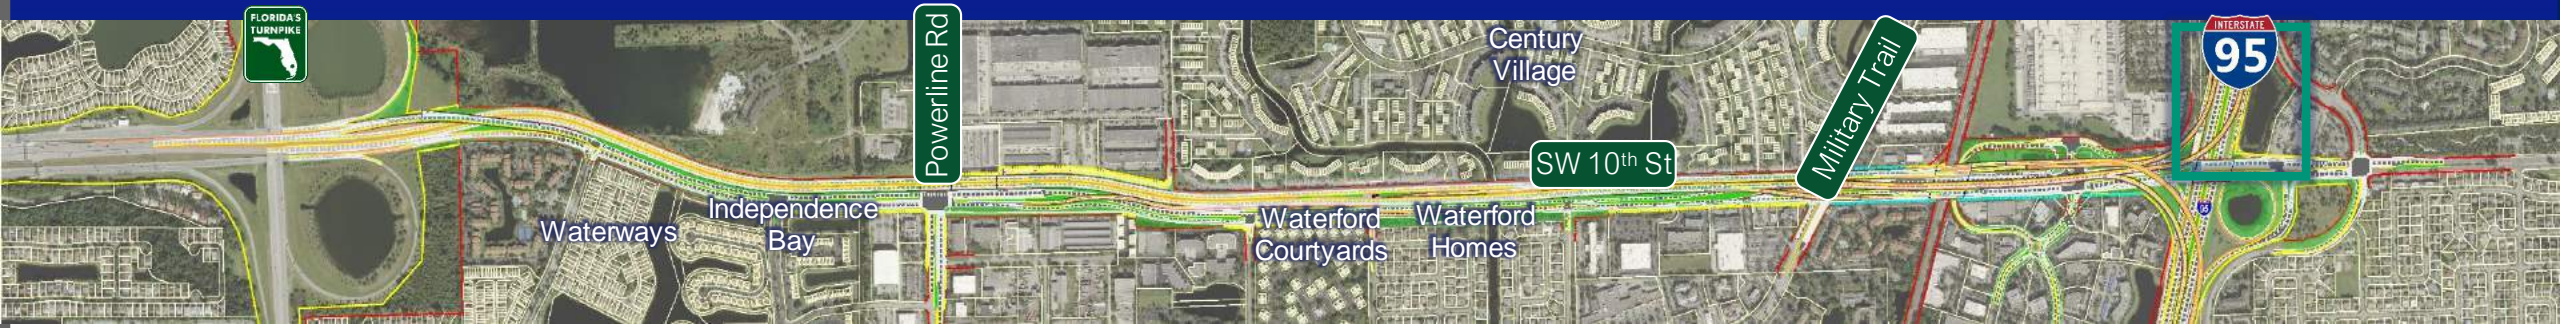 FLORIDA'S
TURNPIKE
Powerline Rd
Century
Village
SW 10th St
Military Trail
INTERSTATE
95
Waterways
Independence
Bay
Waterford
Courtyards
Waterford
Homes
95